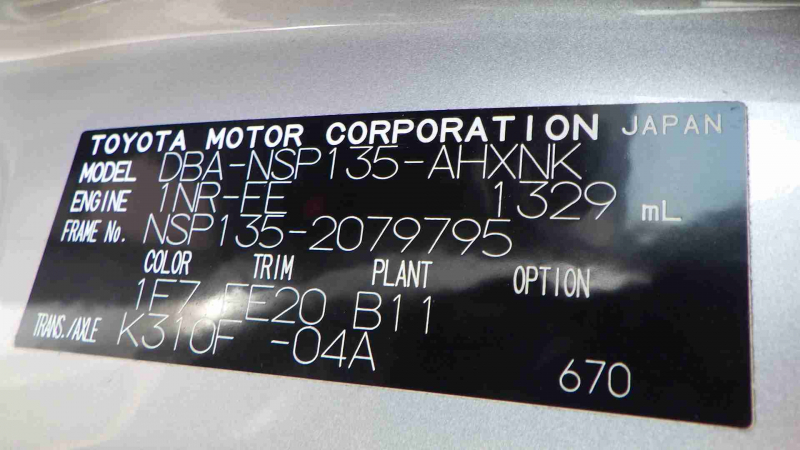 TOYOTA MOTOR CORPORATION JAPAN
MODEL DBA-NSP135-AHXNK
ENGINE 1NR-FE 1329 mL
FRAME No. NSP135-2079795
COLOR TRIM PLANT OPTION
1F7 FE20 B11
TRANS./AXLE K310F -04A
670